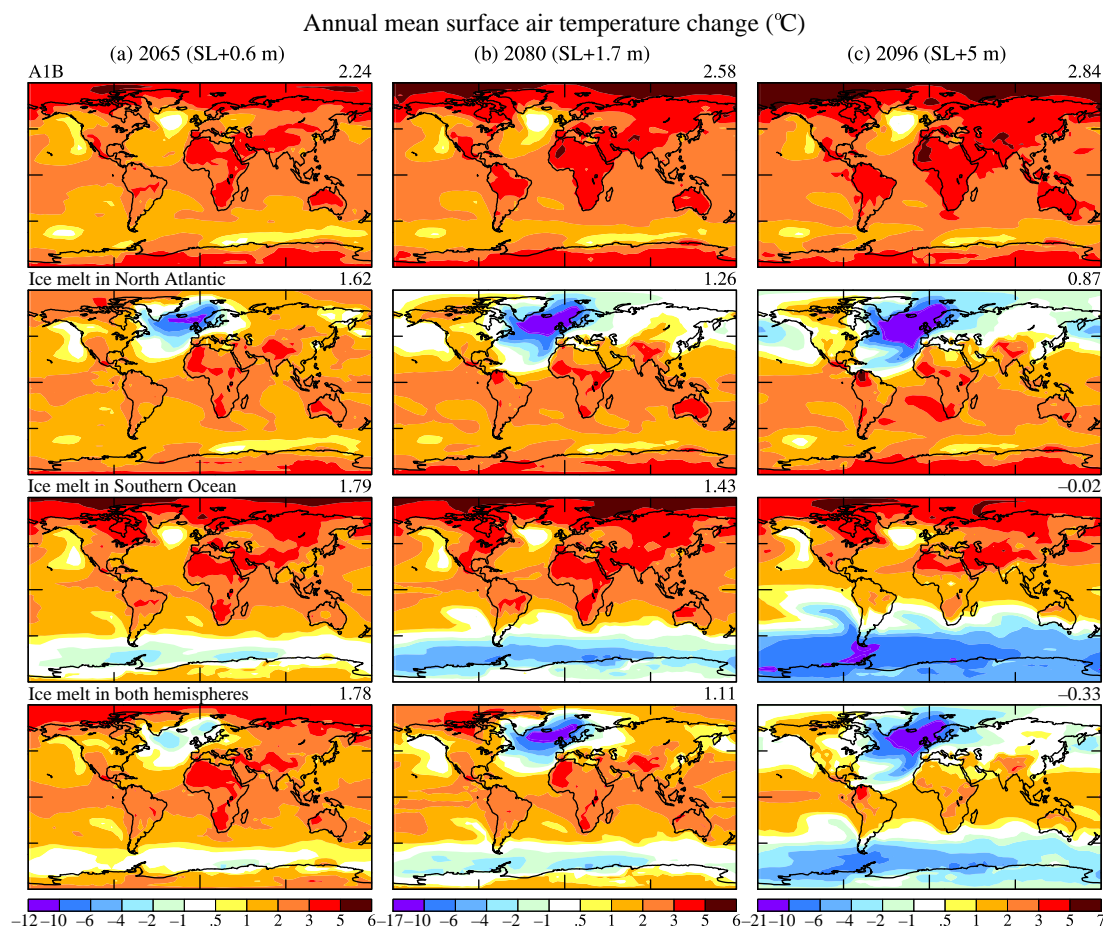 Annual mean surface air temperature change (°C)
(a) 2065 (SL+0.6 m) (b) 2080 (SL+1.7 m) (c) 2096 (SL+5 m)
A1B 2.24 2.58 2.84
Ice melt in North Atlantic 1.62 1.26 0.87
Ice melt in Southern Ocean 1.79 1.43 –0.02
Ice melt in both hemispheres 1.78 1.11 –0.33
–12 –10 –6 –4 –2 –1 .5 1 2 3 5 6 –17 –10 –6 –4 –2 –1 .5 1 2 3 5 6 –21 –10 –6 –4 –2 –1 .5 1 2 3 5 7